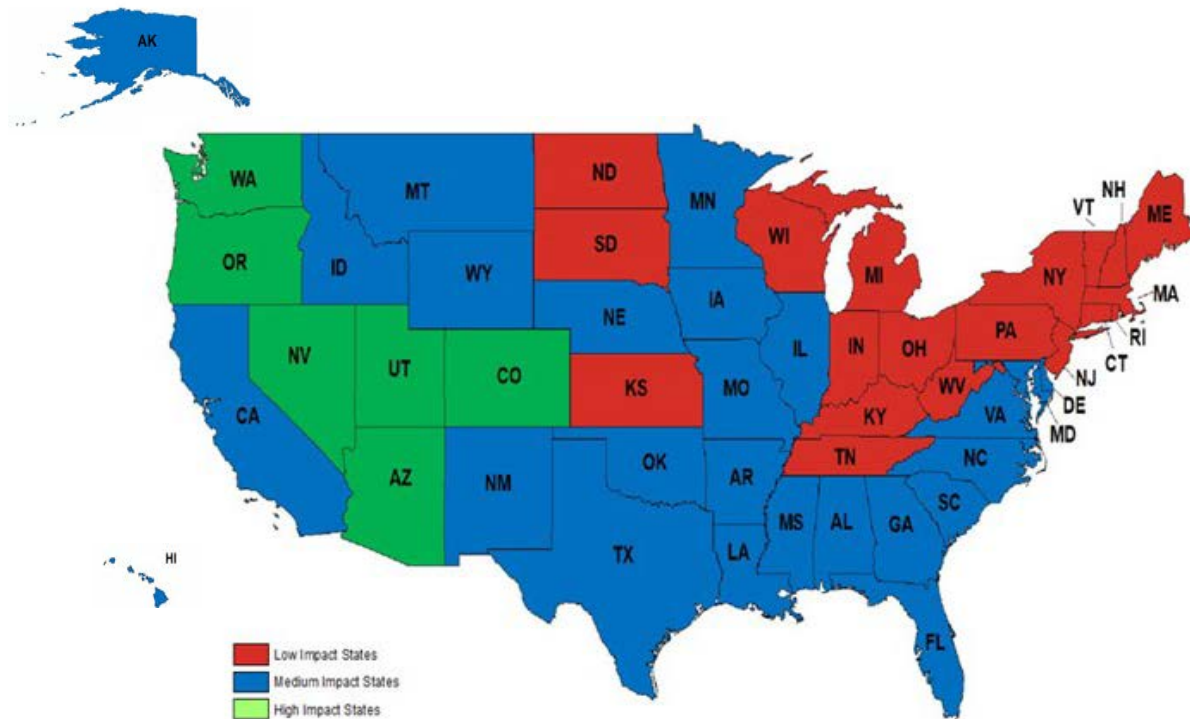 AK
WA
MT
ND
MN
VT
NH
ME
OR
ID
SD
WI
NY
WY
MI
MA
NE
IA
PA
RI
CT
NV
UT
CO
IL
IN
OH
NJ
CA
KS
MO
WV
VA
DE
KY
MD
AZ
NM
OK
AR
TN
NC
SC
MS
AL
GA
TX
LA
HI
FL
Low Impact States
Medium Impact States
High Impact States